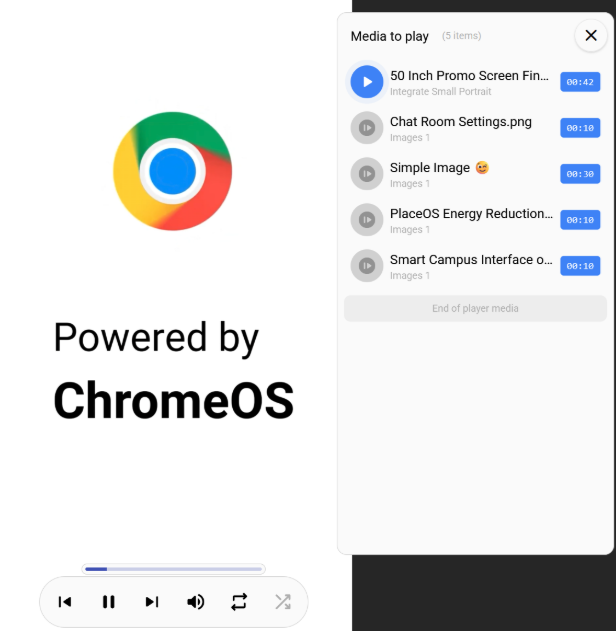 Powered by
ChromeOS
Media to play (5 items)
50 Inch Promo Screen Fin...
Integrate Small Portrait
00:42
Chat Room Settings.png
Images 1
00:10
Simple Image 😉
Images 1
00:30
PlaceOS Energy Reduction...
Images 1
00:10
Smart Campus Interface o...
Images 1
00:10
End of player media